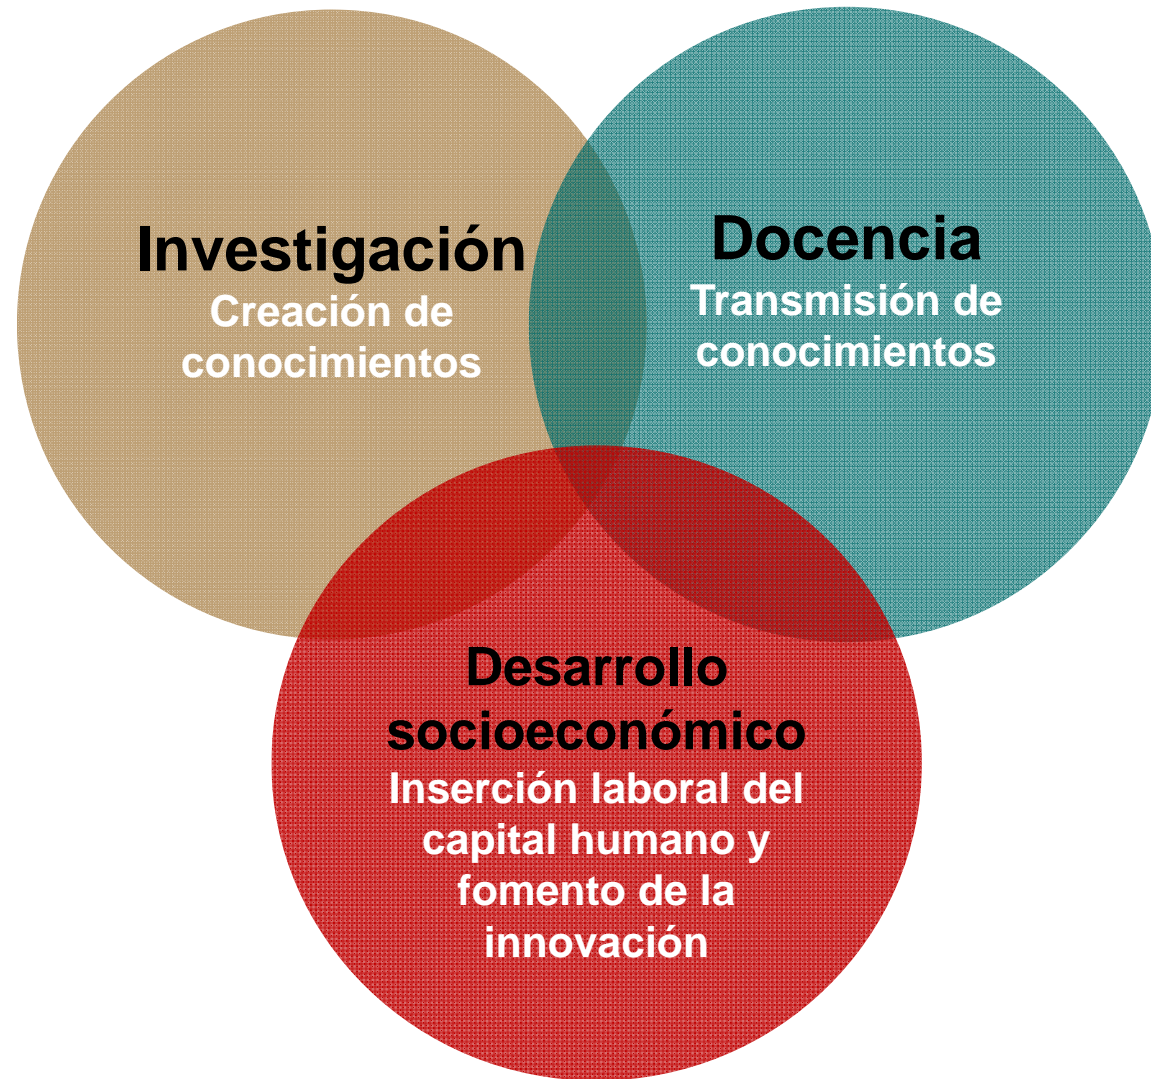 Investigación
Creación de
conocimientos
Docencia
Transmisión de
conocimientos
Desarrollo
socioeconómico
Inserción laboral del
capital humano y
fomento de la
innovación